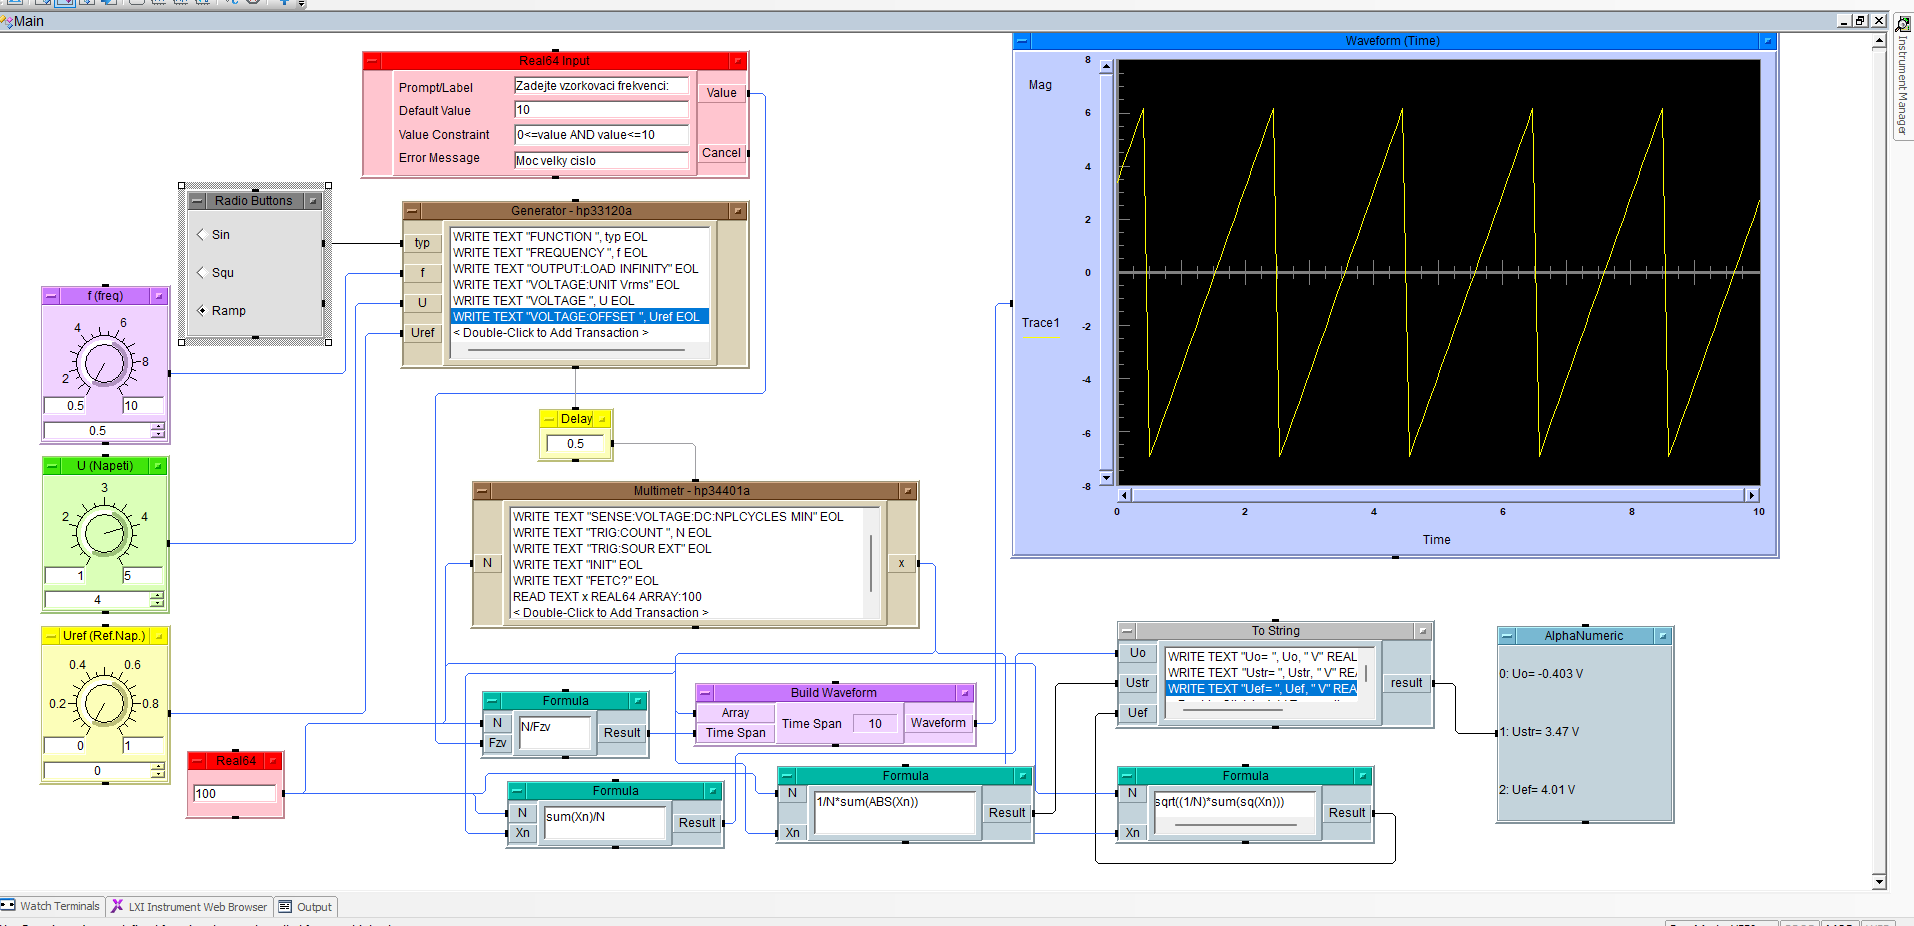 Main
Real64 Input
Prompt/Label
Zadejte vzorkovaci frekvenci:
Value
Default Value
10
Value Constraint
0<=value AND value<=10
Error Message
Moc velky cislo
Cancel
Radio Buttons
Sin
Squ
Ramp
Generator - hp33120a
typ
f
U
Uref
WRITE TEXT "FUNCTION ", typ EOL
WRITE TEXT "FREQUENCY ", f EOL
WRITE TEXT "OUTPUT:LOAD INFINITY" EOL
WRITE TEXT "VOLTAGE:UNIT Vrms" EOL
WRITE TEXT "VOLTAGE ", U EOL
WRITE TEXT "VOLTAGE:OFFSET ", Uref EOL
< Double-Click to Add Transaction >
f (freq)
4
6
2
8
0.5
10
0.5
U (Napeti)
3
2
4
1
5
4
Uref (Ref.Nap.)
0.4
0.6
0.2
0.8
0
1
0
Delay
0.5
Multimetr - hp34401a
N
WRITE TEXT "SENSE:VOLTAGE:DC:NPLCYCLES MIN" EOL
WRITE TEXT "TRIG:COUNT ", N EOL
WRITE TEXT "TRIG:SOUR EXT" EOL
WRITE TEXT "INIT" EOL
WRITE TEXT "FETC?" EOL
READ TEXT x REAL64 ARRAY:100
< Double-Click to Add Transaction >
x
Waveform (Time)
Mag
Trace1
8
6
4
2
0
-2
-4
-6
-8
0
2
4
6
8
10
Time
Instrument Manager
Real64
100
Formula
N
Fzv
N/Fzv
Result
Build Waveform
Array
Time Span
Time Span
10
Waveform
Formula
N
Xn
sum(Xn)/N
Result
Formula
N
Xn
1/N*sum(ABS(Xn))
Result
Formula
N
Xn
sqrt((1/N)*sum(sq(Xn)))
Result
To String
Uo
Ustr
Uef
WRITE TEXT "Uo= ", Uo, " V" REAL
WRITE TEXT "Ustr= ", Ustr, " V" RE
WRITE TEXT "Uef= ", Uef, " V" REA
result
AlphaNumeric
0: Uo= -0.403 V
1: Ustr= 3.47 V
2: Uef= 4.01 V
Watch Terminals
LXI Instrument Web Browser
Output